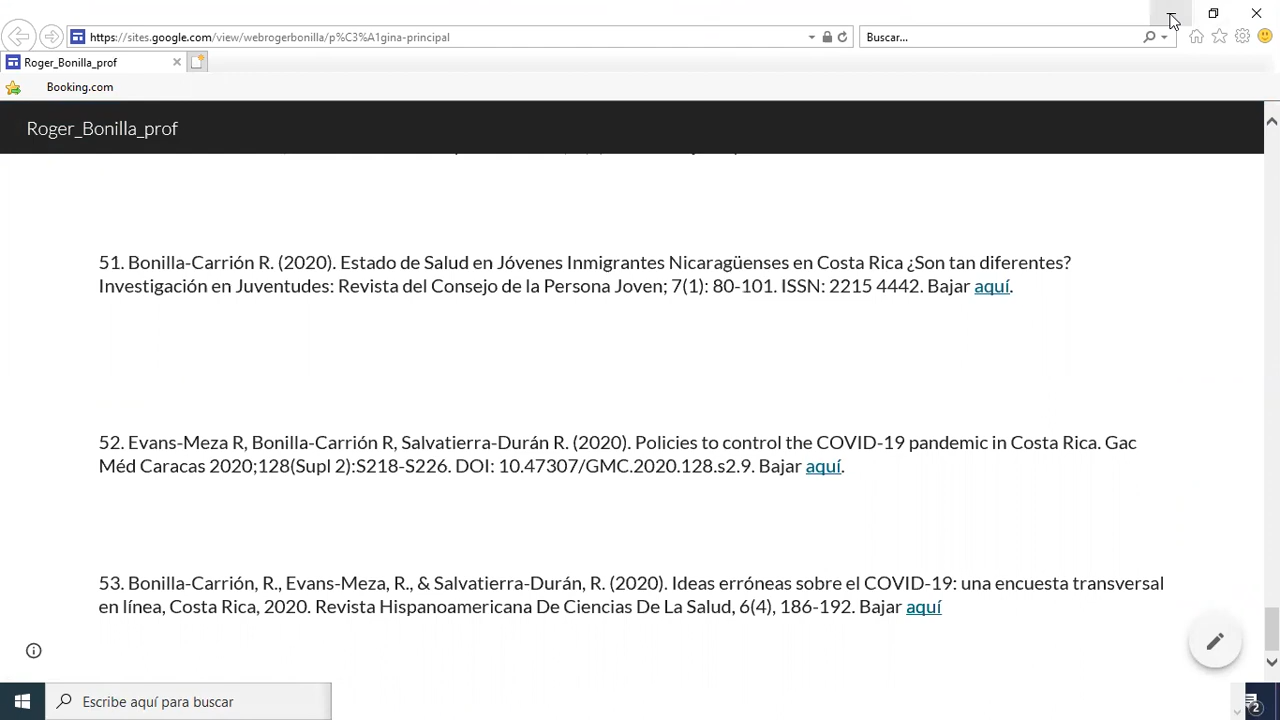 https://sites.google.com/view/webrogerbonilla/p%C3%A1gina-principal
Buscar...
Roger_Bonilla_prof
Booking.com
Roger_Bonilla_prof
51. Bonilla-Carrión R. (2020). Estado de Salud en Jóvenes Inmigrantes Nicaragüenses en Costa Rica ¿Son tan diferentes?
Investigación en Juventudes: Revista del Consejo de la Persona Joven; 7(1): 80-101. ISSN: 2215 4442. Bajar aquí.
52. Evans-Meza R, Bonilla-Carrión R, Salvatierra-Durán R. (2020). Policies to control the COVID-19 pandemic in Costa Rica. Gac
Méd Caracas 2020;128(Supl 2):S218-S226. DOI: 10.47307/GMC.2020.128.s2.9. Bajar aquí.
53. Bonilla-Carrión, R., Evans-Meza, R., & Salvatierra-Durán, R. (2020). Ideas erróneas sobre el COVID-19: una encuesta transversal
en línea, Costa Rica, 2020. Revista Hispanoamericana De Ciencias De La Salud, 6(4), 186-192. Bajar aquí
Escribe aquí para buscar
2